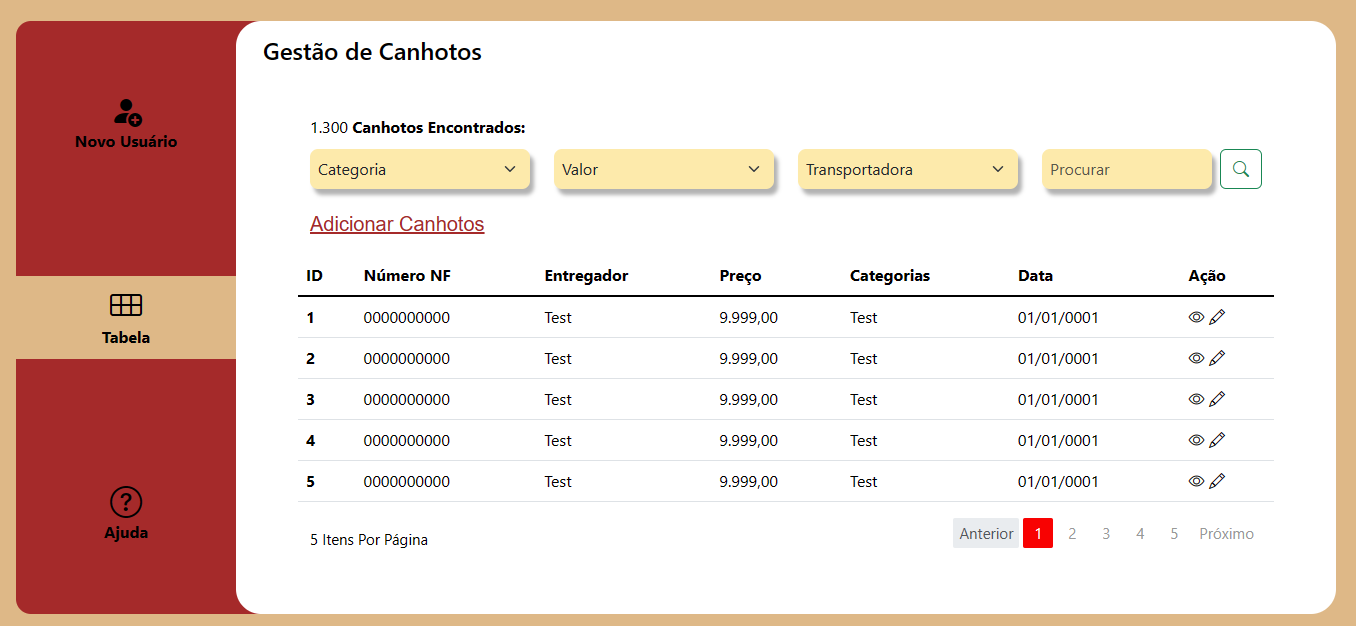 Gestão de Canhotos
Novo Usuário
Tabela
Ajuda
1.300 Canhotos Encontrados:
Categoria Valor Transportadora Procurar
Adicionar Canhotos
ID Número NF Entregador Preço Categorias Data Ação
1 0000000000 Test 9.999,00 Test 01/01/0001
2 0000000000 Test 9.999,00 Test 01/01/0001
3 0000000000 Test 9.999,00 Test 01/01/0001
4 0000000000 Test 9.999,00 Test 01/01/0001
5 0000000000 Test 9.999,00 Test 01/01/0001
5 Itens Por Página
Anterior 1 2 3 4 5 Próximo